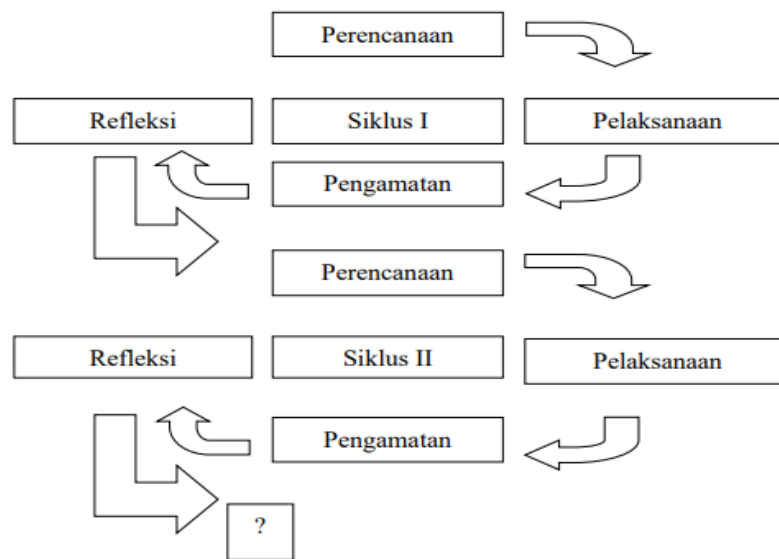 Perencanaan
Refleksi
Siklus I
Pelaksanaan
Pengamatan
Perencanaan
Refleksi
Siklus II
Pelaksanaan
Pengamatan
?